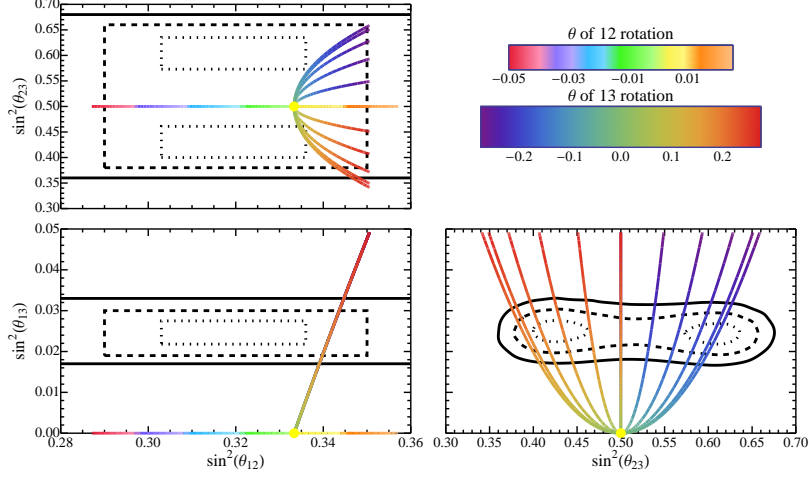 0.70
0.65
0.60
0.55
0.50
0.45
0.40
0.35
0.30
sin²(θ₂₃)
θ of 12 rotation
-0.05 -0.03 -0.01 0.01
θ of 13 rotation
-0.2 -0.1 0.0 0.1 0.2
0.05
0.04
0.03
0.02
0.01
0.00
sin²(θ₁₃)
0.28 0.30 0.32 0.34 0.36
sin²(θ₁₂)
0.30 0.35 0.40 0.45 0.50 0.55 0.60 0.65 0.70
sin²(θ₂₃)